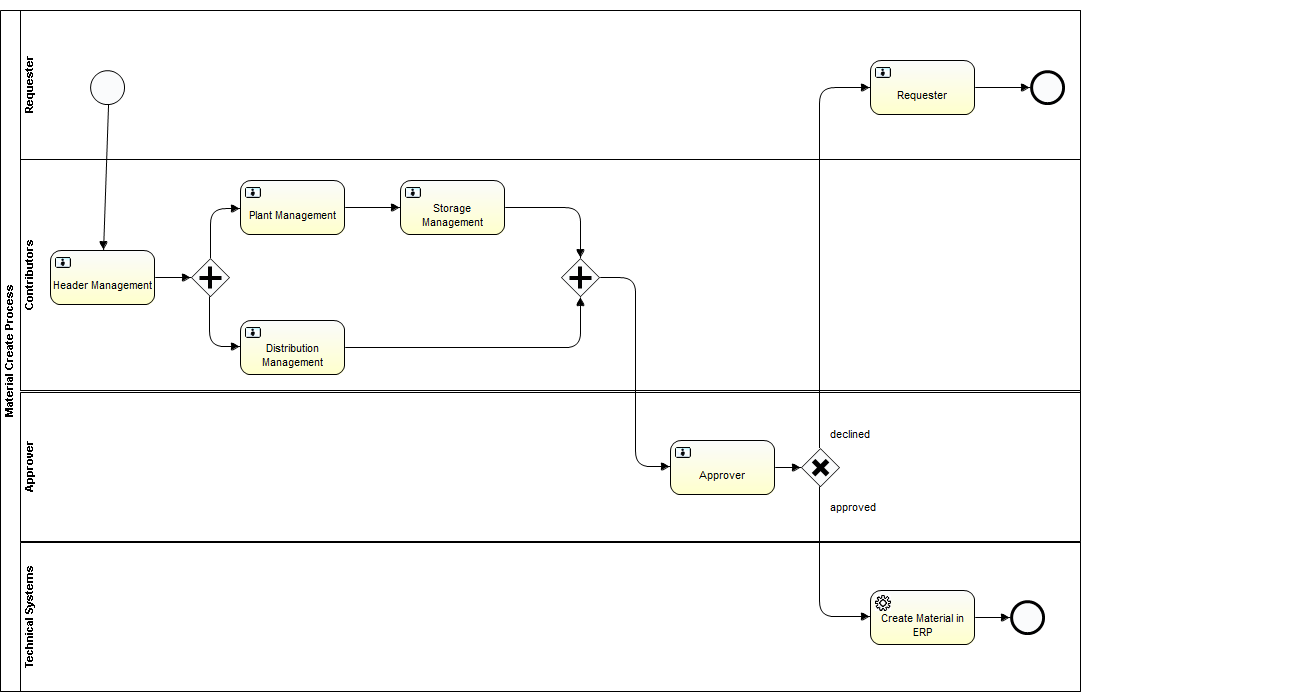 Material Create Process
Requester
Requester
Contributors
Header Management
Plant Management
Storage
Management
Distribution
Management
Approver
Approver
declined
approved
Technical Systems
Create Material in
ERP